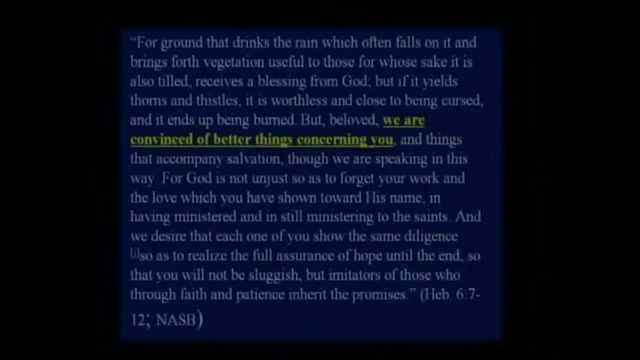 “For ground that drinks the rain which often falls on it and
brings forth vegetation useful to those for whose sake it is
also tilled, receives a blessing from God; but if it yields
thorns and thistles, it is worthless and close to being cursed,
and it ends up being burned. But, beloved, we are
convinced of better things concerning you, and things
that accompany salvation, though we are speaking in this
way. For God is not unjust so as to forget your work and
the love which you have shown toward His name, in
having ministered and in still ministering to the saints. And
we desire that each one of you show the same diligence
[j]so as to realize the full assurance of hope until the end, so
that you will not be sluggish, but imitators of those who
through faith and patience inherit the promises.” (Heb. 6:7-
12; NASB)